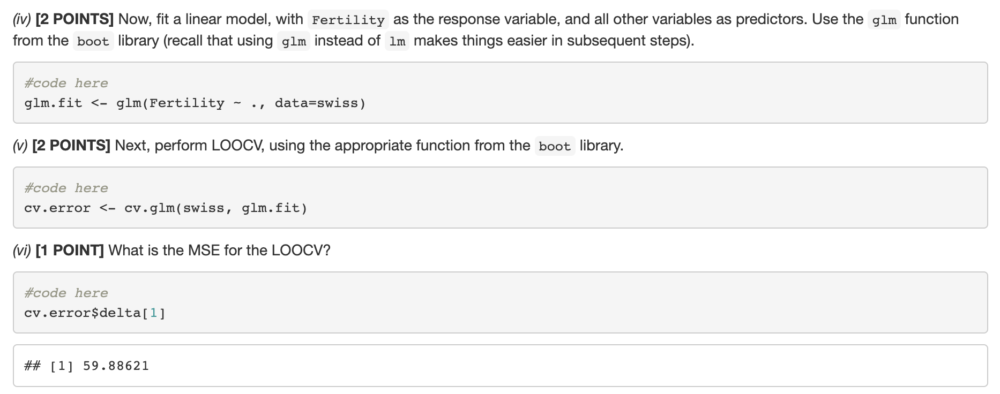 (iv) [2 POINTS] Now, fit a linear model, with Fertility as the response variable, and all other variables as predictors. Use the glm function
from the boot library (recall that using glm instead of lm makes things easier in subsequent steps).
#code here
glm.fit <- glm(Fertility ~ ., data=swiss)
(v) [2 POINTS] Next, perform LOOCV, using the appropriate function from the boot library.
#code here
cv.error <- cv.glm(swiss, glm.fit)
(vi) [1 POINT] What is the MSE for the LOOCV?
#code here
cv.error$delta[1]
## [1] 59.88621